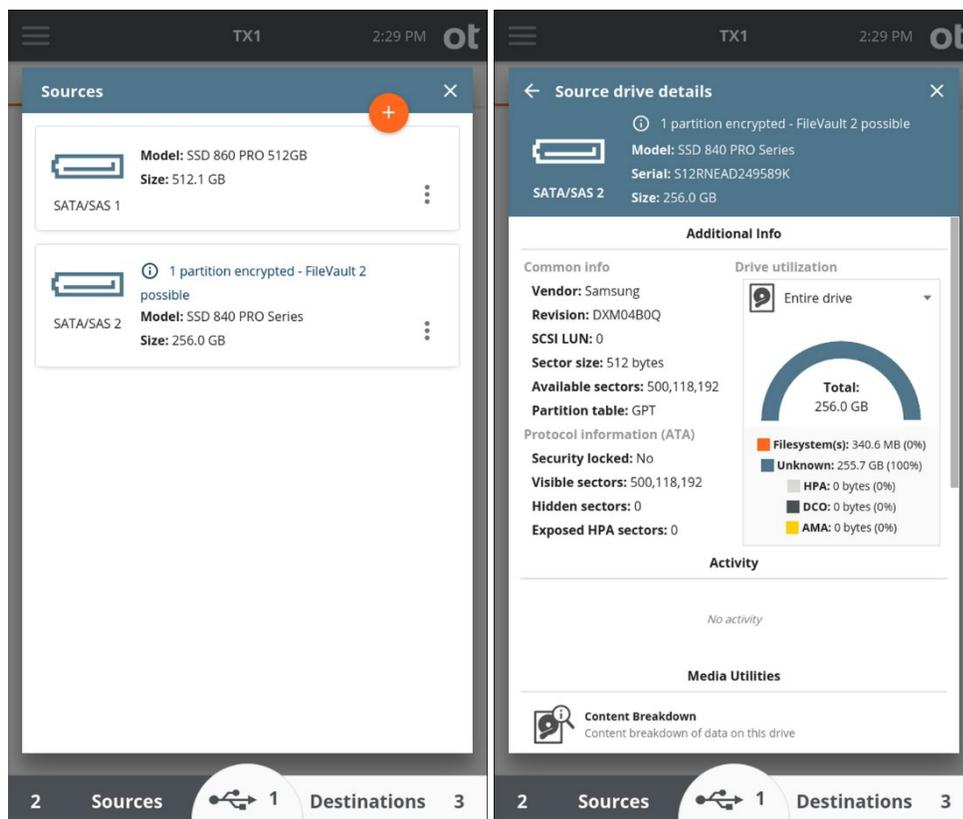 TX1
2:29 PM
ot
Sources
+
Model: SSD 860 PRO 512GB
Size: 512.1 GB
SATA/SAS 1
1 partition encrypted - FileVault 2
possible
Model: SSD 840 PRO Series
Size: 256.0 GB
SATA/SAS 2
2 Sources 1 Destinations 3
TX1
2:29 PM
ot
Source drive details
1 partition encrypted - FileVault 2 possible
Model: SSD 840 PRO Series
Serial: S12RNEAD249589K
Size: 256.0 GB
SATA/SAS 2
Additional Info
Common info
Vendor: Samsung
Revision: DXM04B0Q
SCSI LUN: 0
Sector size: 512 bytes
Available sectors: 500,118,192
Partition table: GPT
Protocol information (ATA)
Security locked: No
Visible sectors: 500,118,192
Hidden sectors: 0
Exposed HPA sectors: 0
Drive utilization
Entire drive
Total:
256.0 GB
Filesystem(s): 340.6 MB (0%)
Unknown: 255.7 GB (100%)
HPA: 0 bytes (0%)
DCO: 0 bytes (0%)
AMA: 0 bytes (0%)
Activity
No activity
Media Utilities
Content Breakdown
Content breakdown of data on this drive
2 Sources 1 Destinations 3